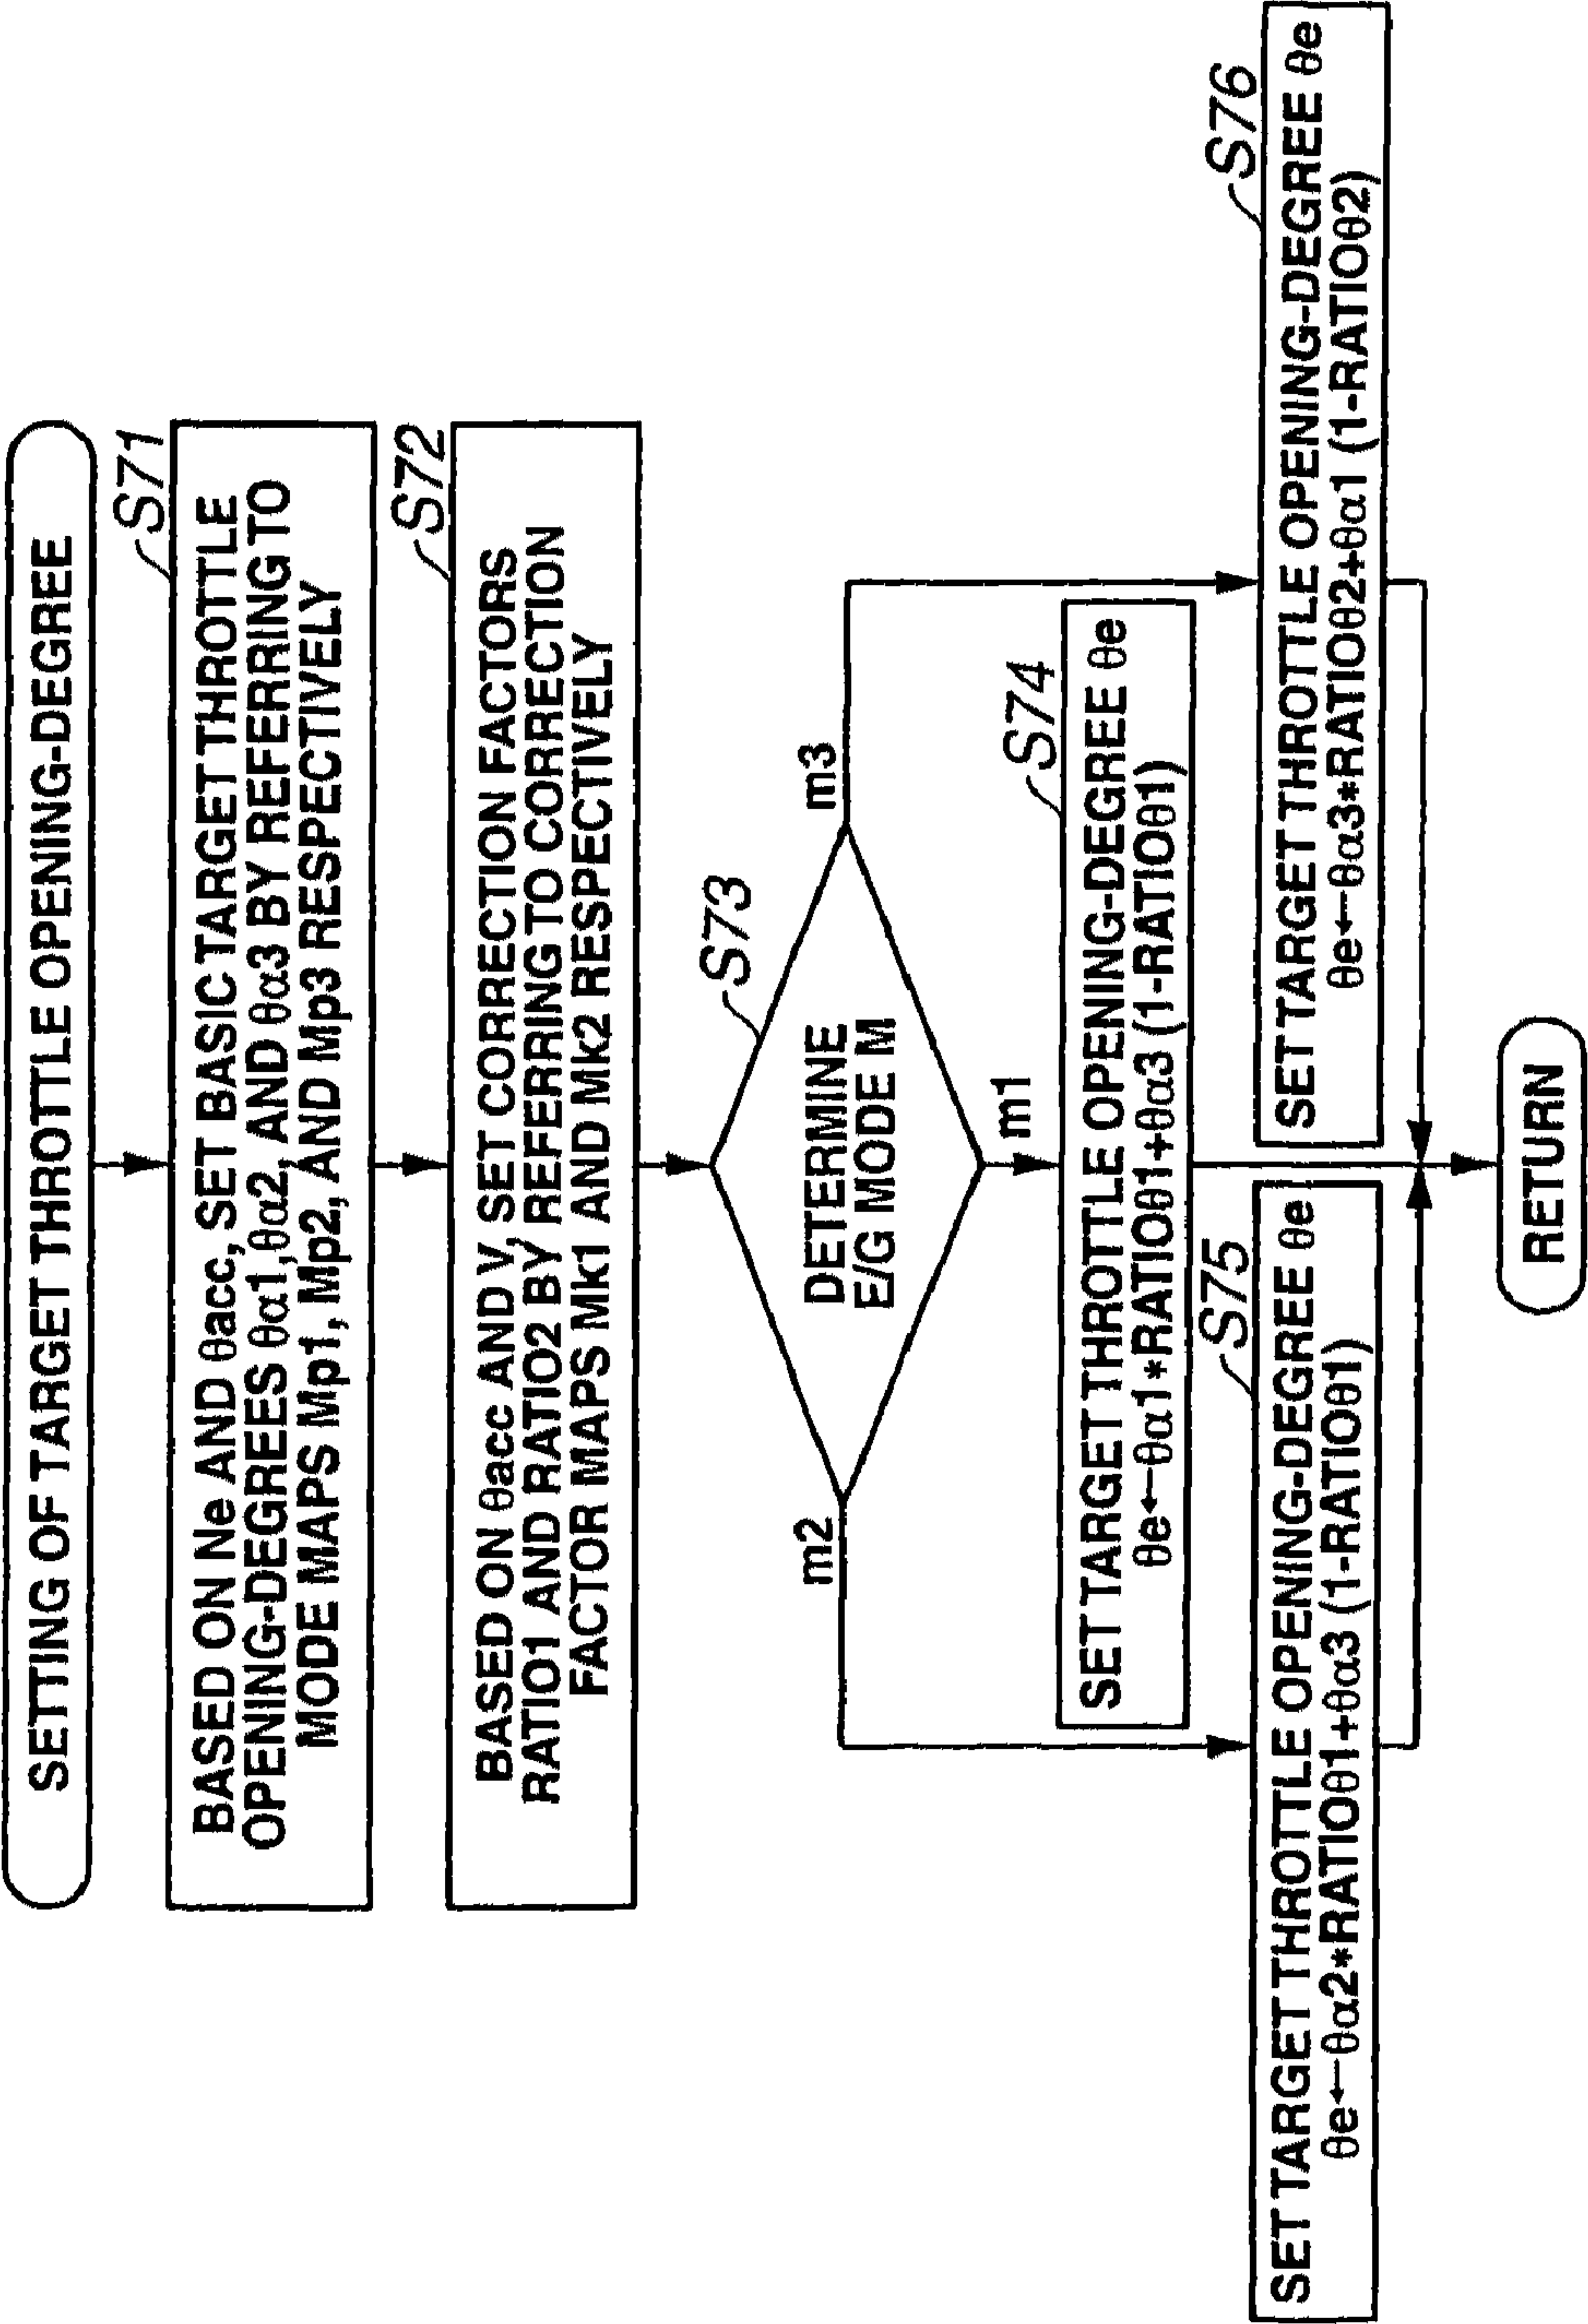 SETTING OF TARGET THROTTLE OPENING-DEGREE
S71
BASED ON Ne AND θacc, SET BASIC TARGET THROTTLE
OPENING-DEGREES θα1,θα2, AND θα3 BY REFERRING TO
MODE MAPS Mp1, Mp2, AND Mp3 RESPECTIVELY
S72
BASED ON θacc AND V, SET CORRECTION FACTORS
RATIO1 AND RATIO2 BY REFERRING TO CORRECTION
FACTOR MAPS Mk1 AND Mk2 RESPECTIVELY
S73
DETERMINE
E/G MODE M
m2
m3
m1
S74
SET TARGET THROTTLE OPENING-DEGREE θe
θe←θα1*RATIOθ1+θα3 (1-RATIOθ1)
S75
SET TARGET THROTTLE OPENING-DEGREE θe
θe←θα2*RATIOθ1+θα3 (1-RATIOθ1)
S76
SET TARGET THROTTLE OPENING-DEGREE θe
θe←θα3*RATIOθ2+θα1 (1-RATIOθ2)
RETURN